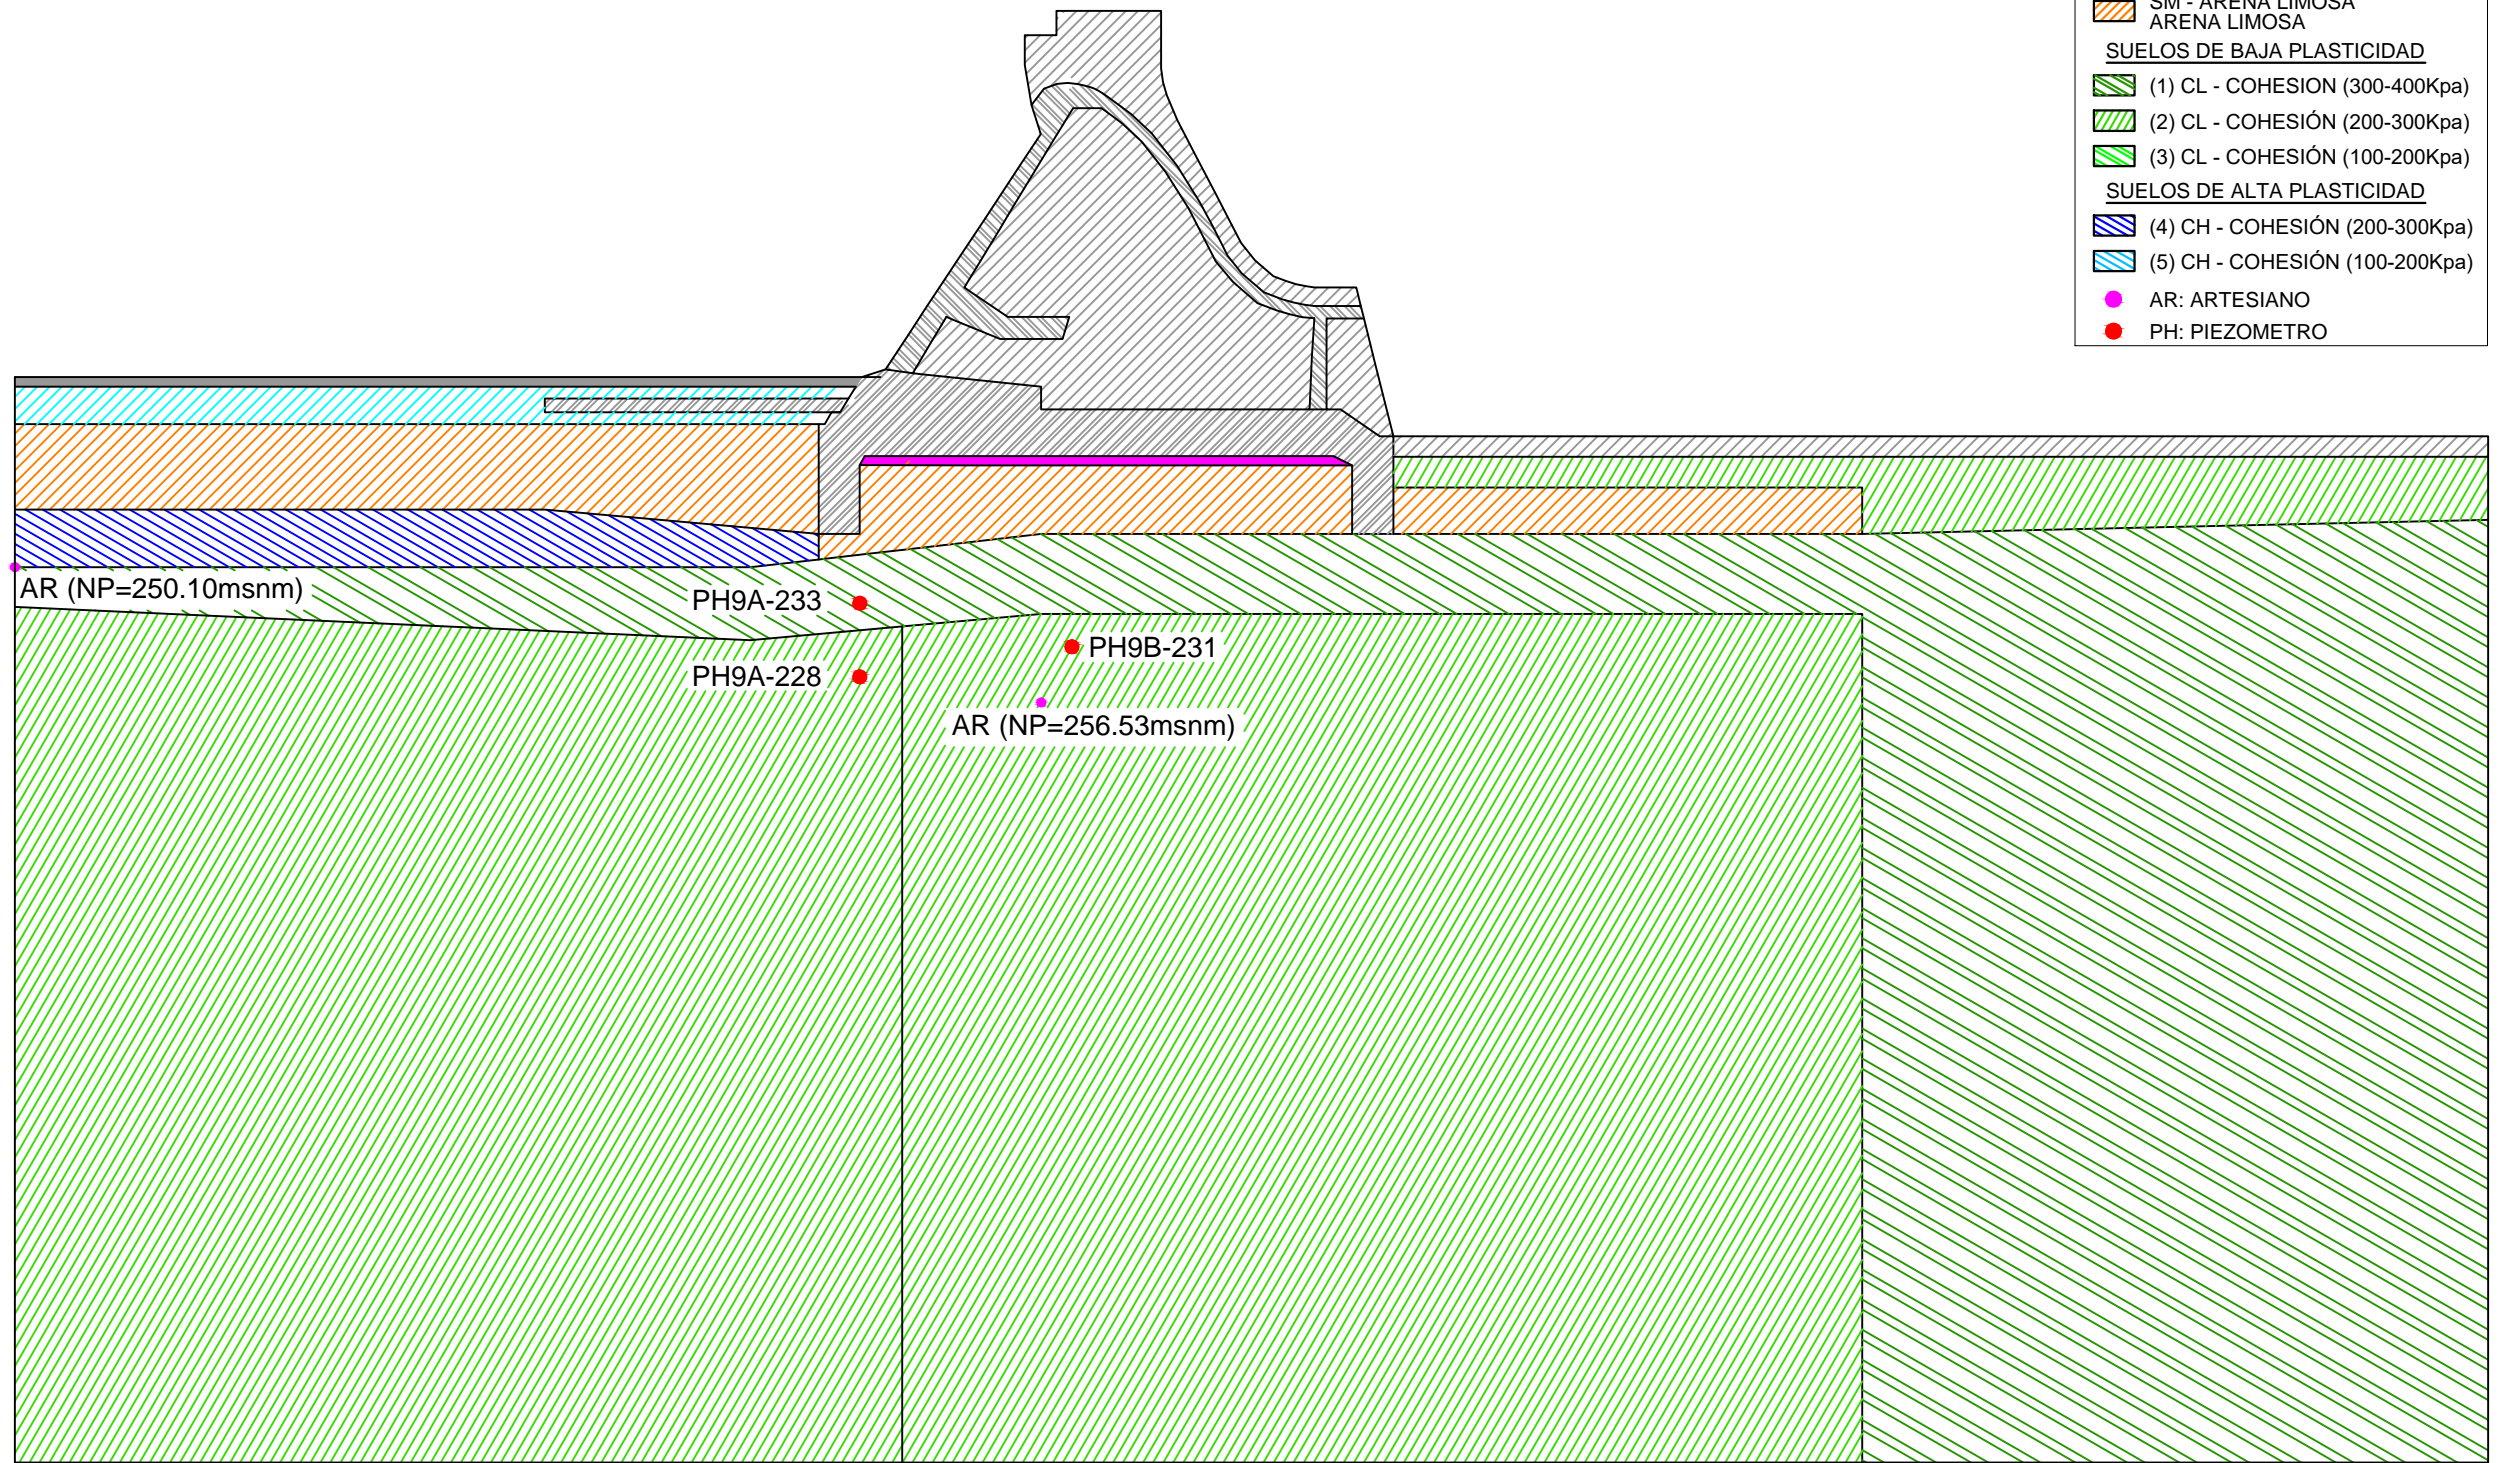 SM - ARENA LIMOSA
ARENA LIMOSA
SUELOS DE BAJA PLASTICIDAD
(1) CL - COHESION (300-400Kpa)
(2) CL - COHESIÓN (200-300Kpa)
(3) CL - COHESIÓN (100-200Kpa)
SUELOS DE ALTA PLASTICIDAD
(4) CH - COHESIÓN (200-300Kpa)
(5) CH - COHESIÓN (100-200Kpa)
AR: ARTESIANO
PH: PIEZOMETRO
AR (NP=250.10msnm)
PH9A-233
PH9B-231
PH9A-228
AR (NP=256.53msnm)